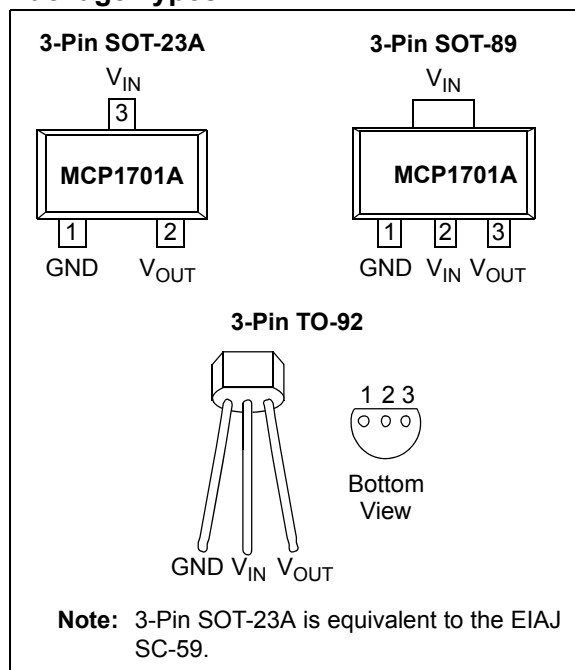 3-Pin SOT-23A
VIN
3
MCP1701A
1 2
GND VOUT
3-Pin SOT-89
VIN
MCP1701A
1 2 3
GND VIN VOUT
3-Pin TO-92
GND VIN VOUT
1 2 3
Bottom
View
Note: 3-Pin SOT-23A is equivalent to the EIAJ
SC-59.